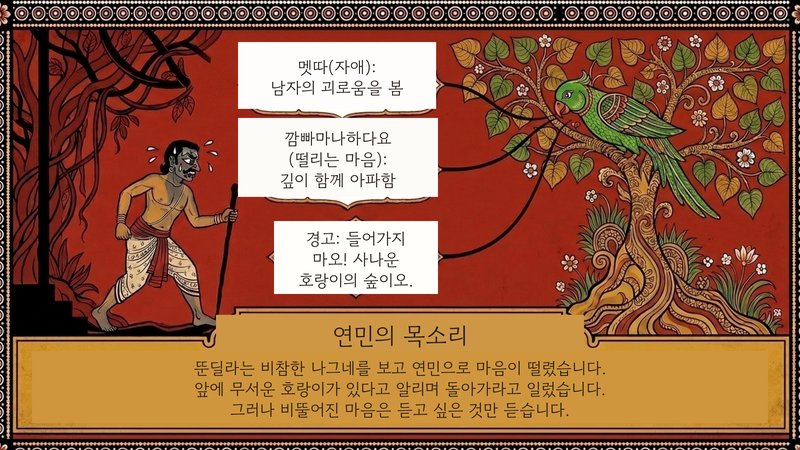 멧따(자애):
남자의 괴로움을 봄
깜빠마나하다요
(떨리는 마음):
깊이 함께 아파함
경고: 들어가지
마오! 사나운
호랑이의 숲이오.
연민의 목소리
뚠딜라는 비참한 나그네를 보고 연민으로 마음이 떨렸습니다.
앞에 무서운 호랑이가 있다고 알리며 돌아가라고 일렀습니다.
그러나 비뚤어진 마음은 듣고 싶은 것만 듣습니다.